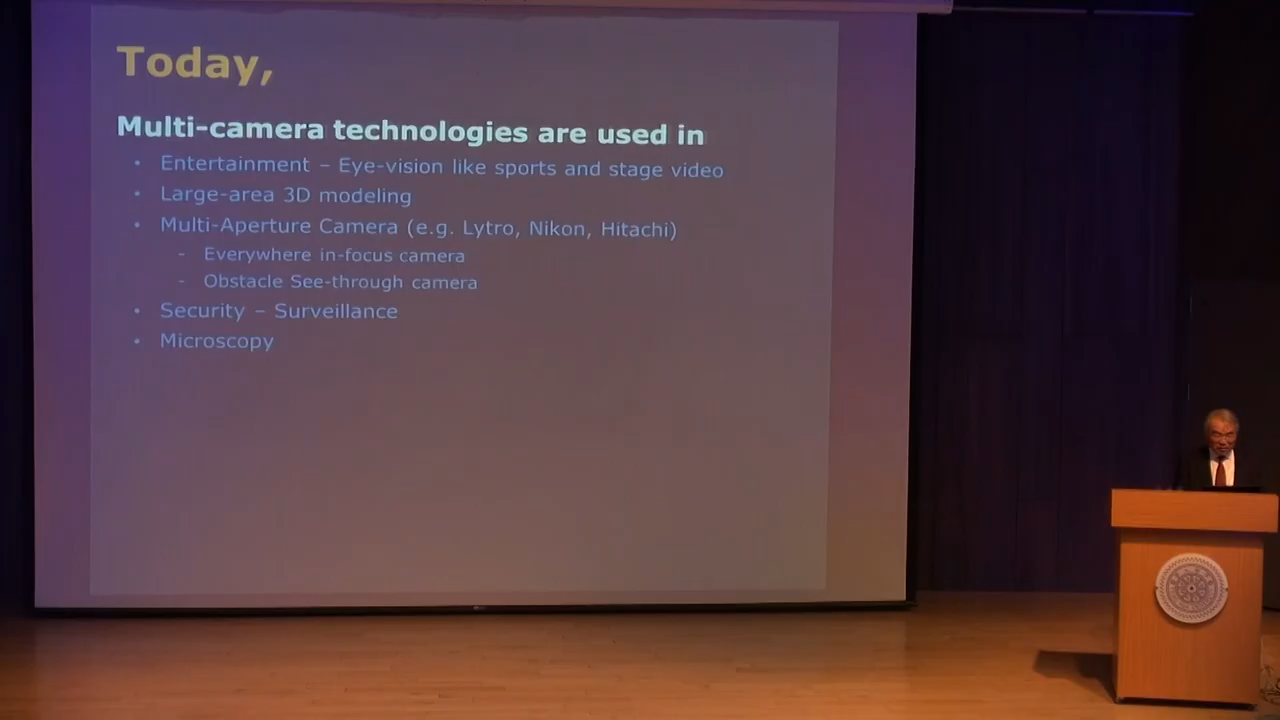 Today,
Multi-camera technologies are used in
• Entertainment – Eye-vision like sports and stage video
• Large-area 3D modeling
• Multi-Aperture Camera (e.g. Lytro, Nikon, Hitachi)
- Everywhere in-focus camera
- Obstacle See-through camera
• Security – Surveillance
• Microscopy